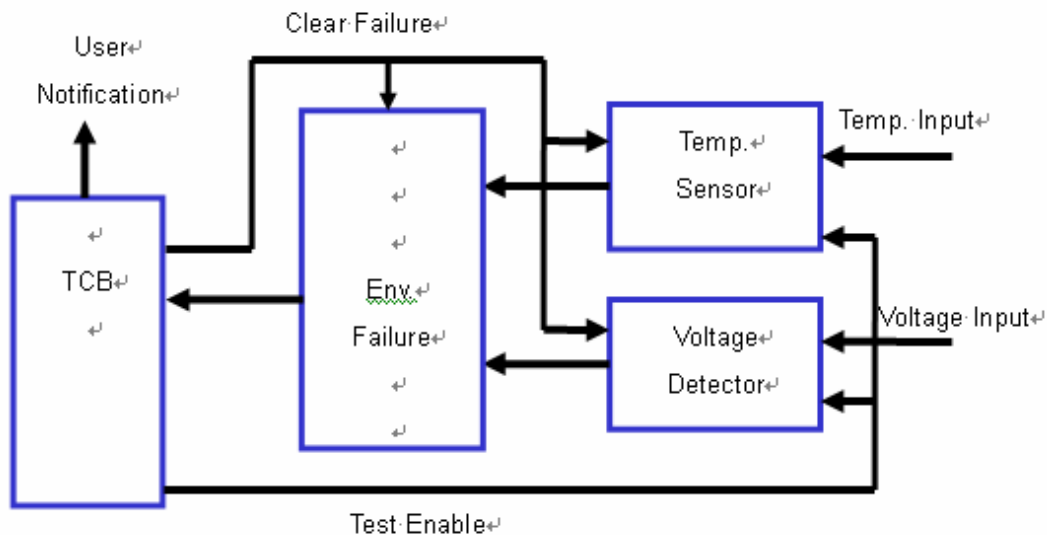 Clear Failure
User
Notification
Temp. Input
Temp.
Sensor
TCB
Env.
Failure
Voltage Input
Voltage
Detector
Test Enable